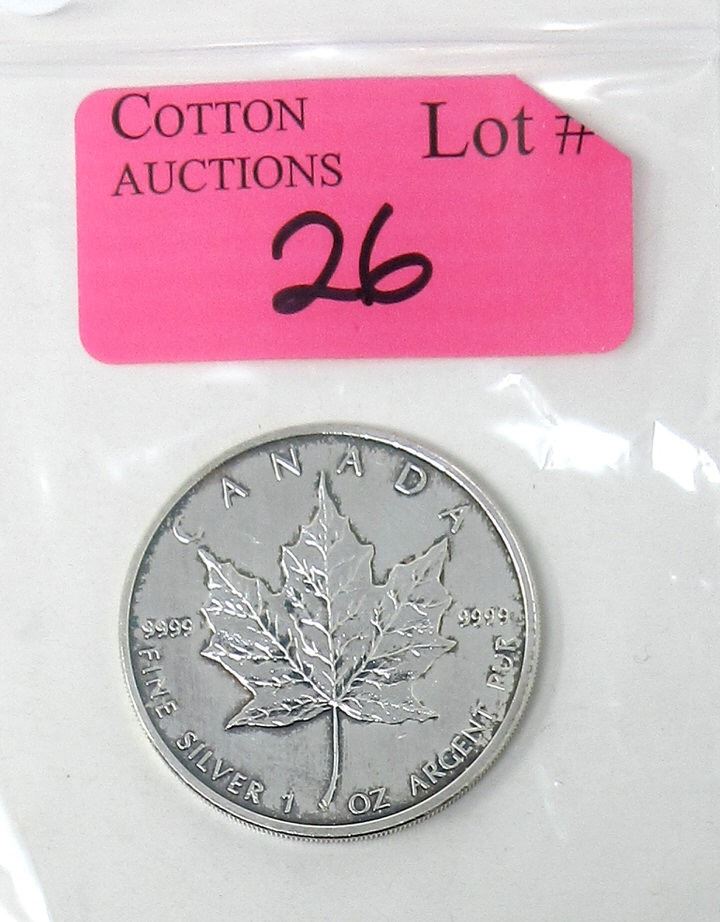 COTTON AUCTIONS
Lot #
26
CANADA
9999
9999
FINE SILVER 1 OZ ARGENT PUR